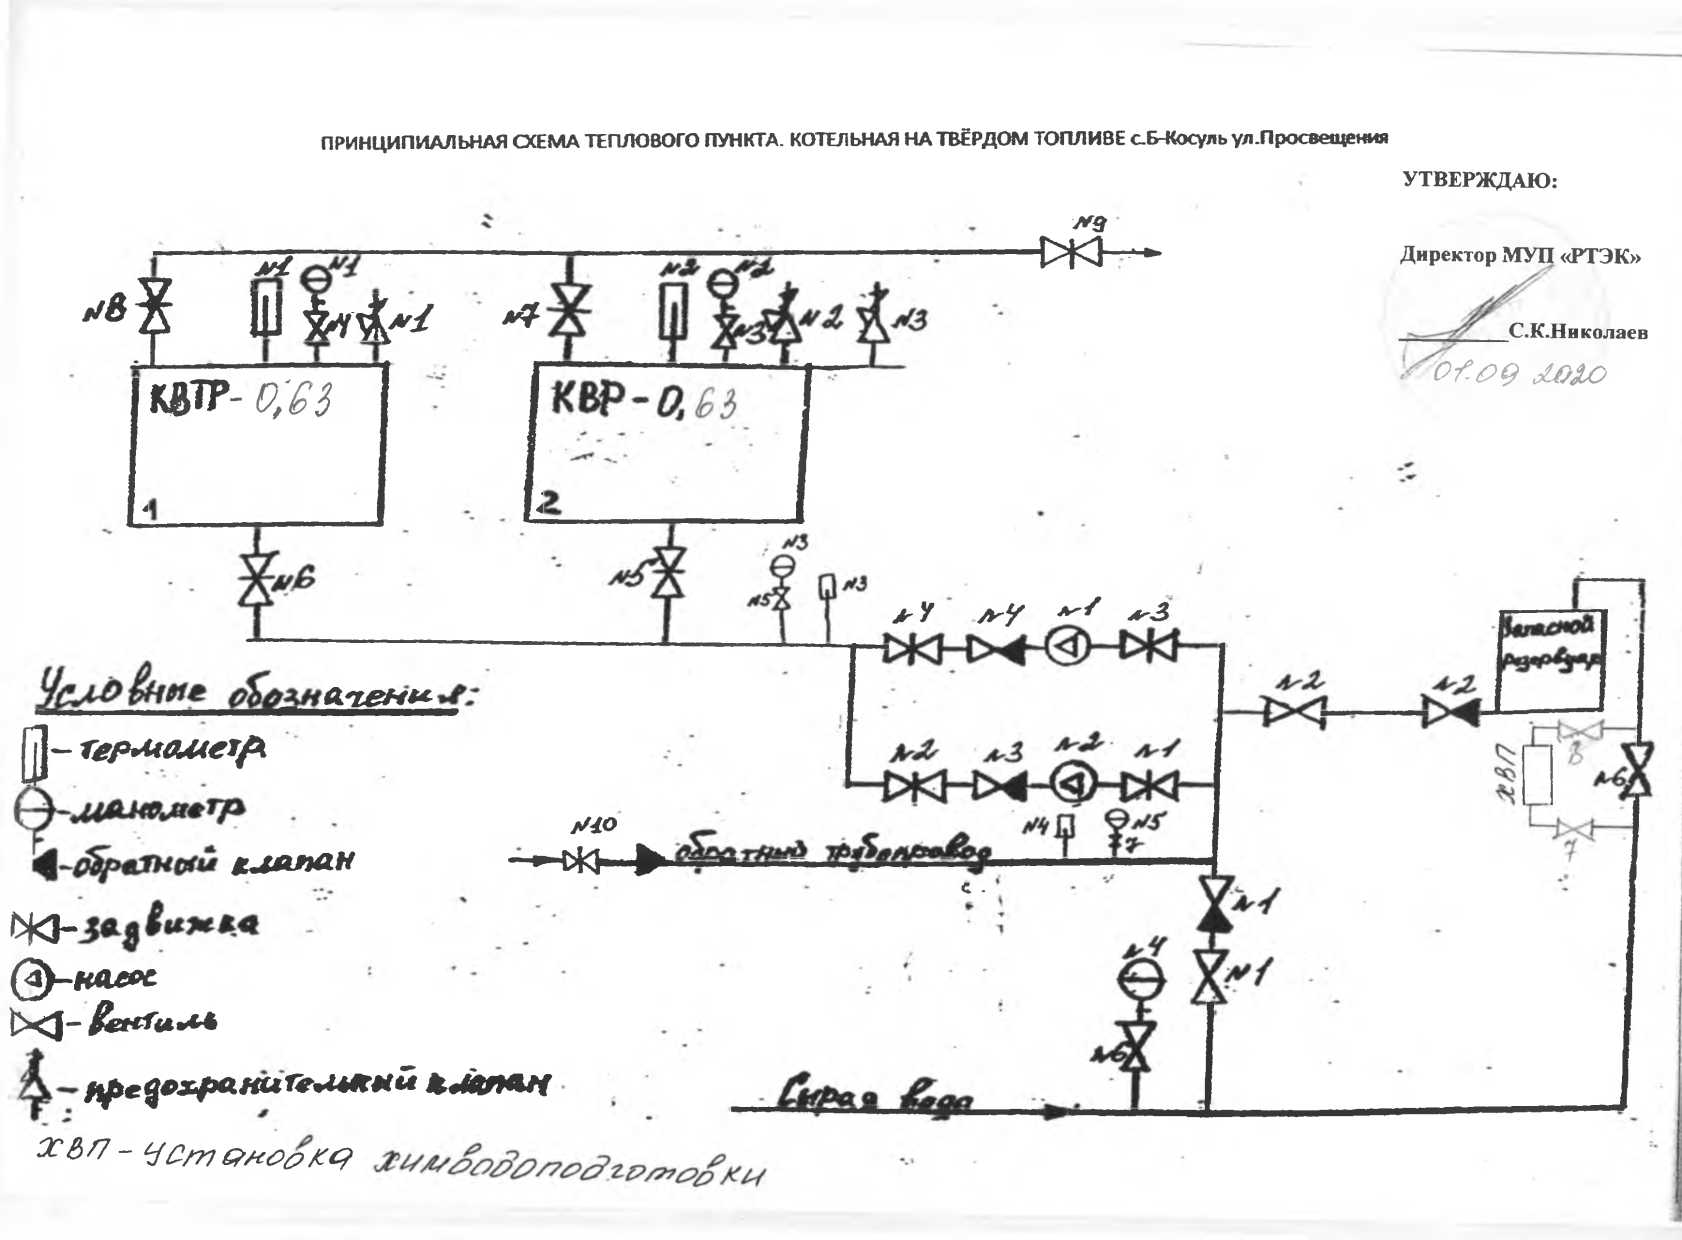 ПРИНЦИПИАЛЬНАЯ СХЕМА ТЕПЛОВОГО ПУНКТА. КОТЕЛЬНАЯ НА ТВЁРДОМ ТОПЛИВЕ с.Б-Косуль ул.Просвещения
УТВЕРЖДАЮ:
Директор МУП «РТЭК»
С.К.Николаев
01.09 2020
№9
№8
№1
№1
№4
№1
№7
№2
№2
№3
№2
№3
КВТР-0,63
1
КВР-0,63
2
№6
№5
№3
№5
№3
№4
№4
№1
№3
№2
№3
№2
№1
№2
№2
Запасной
резервуар
ХВП
8
7
№6
№10
обратный трубопровод
№4
№5
7
№1
№1
№4
№6
Сырая вода
Условные обозначения:
-термометр
-манометр
-обратный клапан
-задвижка
-насос
-вентиль
-предохранительный клапан
ХВП-установка химводоподготовки